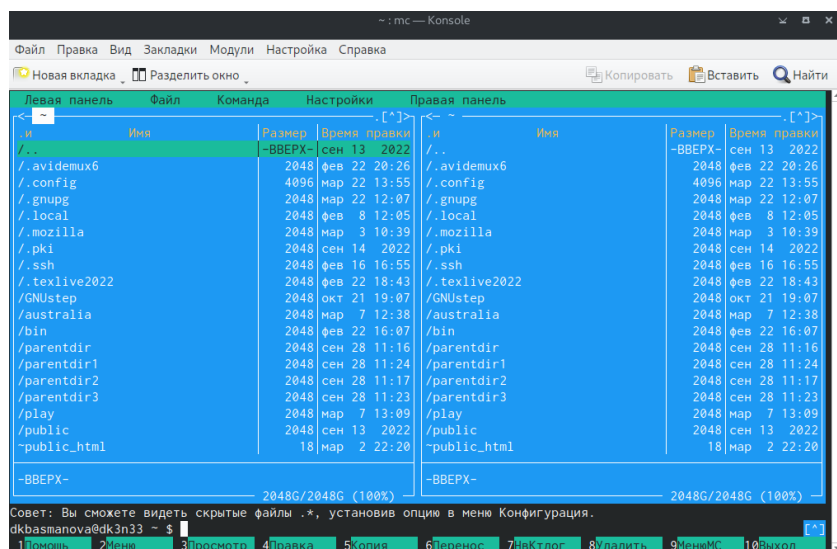 ~ : mc — Konsole
Файл Правка Вид Закладки Модули Настройка Справка
Новая вкладка Разделить окно Копировать Вставить Найти
Левая панель Файл Команда Настройки Правая панель
<- ~ .[^]> <- ~ .[^]>
.и Имя Размер Время правки .и Имя Размер Время правки
/.. -ВВЕРХ- сен 13 2022 /.. -ВВЕРХ- сен 13 2022
/.avidemux6 2048 фев 22 20:26 /.avidemux6 2048 фев 22 20:26
/.config 4096 мар 22 13:55 /.config 4096 мар 22 13:55
/.gnupg 2048 мар 22 12:07 /.gnupg 2048 мар 22 12:07
/.local 2048 фев 8 12:05 /.local 2048 фев 8 12:05
/.mozilla 2048 мар 3 10:39 /.mozilla 2048 мар 3 10:39
/.pki 2048 сен 14 2022 /.pki 2048 сен 14 2022
/.ssh 2048 фев 16 16:55 /.ssh 2048 фев 16 16:55
/.texlive2022 2048 фев 22 18:43 /.texlive2022 2048 фев 22 18:43
/GNUstep 2048 окт 21 19:07 /GNUstep 2048 окт 21 19:07
/australia 2048 мар 7 12:38 /australia 2048 мар 7 12:38
/bin 2048 фев 22 16:07 /bin 2048 фев 22 16:07
/parentdir 2048 сен 28 11:16 /parentdir 2048 сен 28 11:16
/parentdir1 2048 сен 28 11:24 /parentdir1 2048 сен 28 11:24
/parentdir2 2048 сен 28 11:17 /parentdir2 2048 сен 28 11:17
/parentdir3 2048 сен 28 11:23 /parentdir3 2048 сен 28 11:23
/play 2048 мар 7 13:09 /play 2048 мар 7 13:09
/public 2048 сен 13 2022 /public 2048 сен 13 2022
~public_html 18 мар 2 22:20 ~public_html 18 мар 2 22:20
-ВВЕРХ- -ВВЕРХ-
2048G/2048G (100%) 2048G/2048G (100%)
Совет: Вы сможете видеть скрытые файлы .*, установив опцию в меню Конфигурация.
dkbasmanova@dk3n33 ~ $ [^]
1Помощь 2Меню 3Просмотр 4Правка 5Копия 6Перенос 7НвКтлог 8Удалить 9МенюМС 10Выход